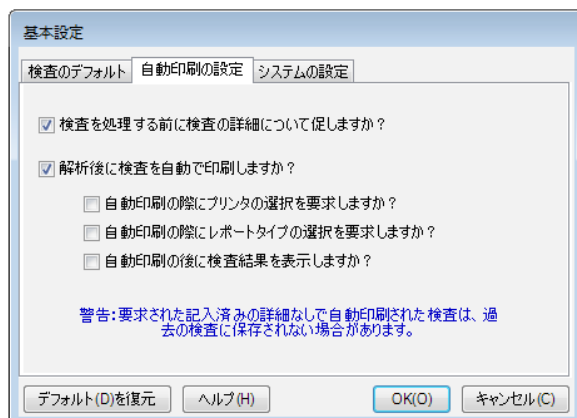 基本設定
検査のデフォルト 自動印刷の設定 システムの設定
検査を処理する前に検査の詳細について促しますか？
解析後に検査を自動で印刷しますか？
自動印刷の際にプリンタの選択を要求しますか？
自動印刷の際にレポートタイプの選択を要求しますか？
自動印刷の後に検査結果を表示しますか？
警告:要求された記入済みの詳細なしで自動印刷された検査は、過
去の検査に保存されない場合があります。
デフォルト(D)を復元 ヘルプ(H) OK(O) キャンセル(C)